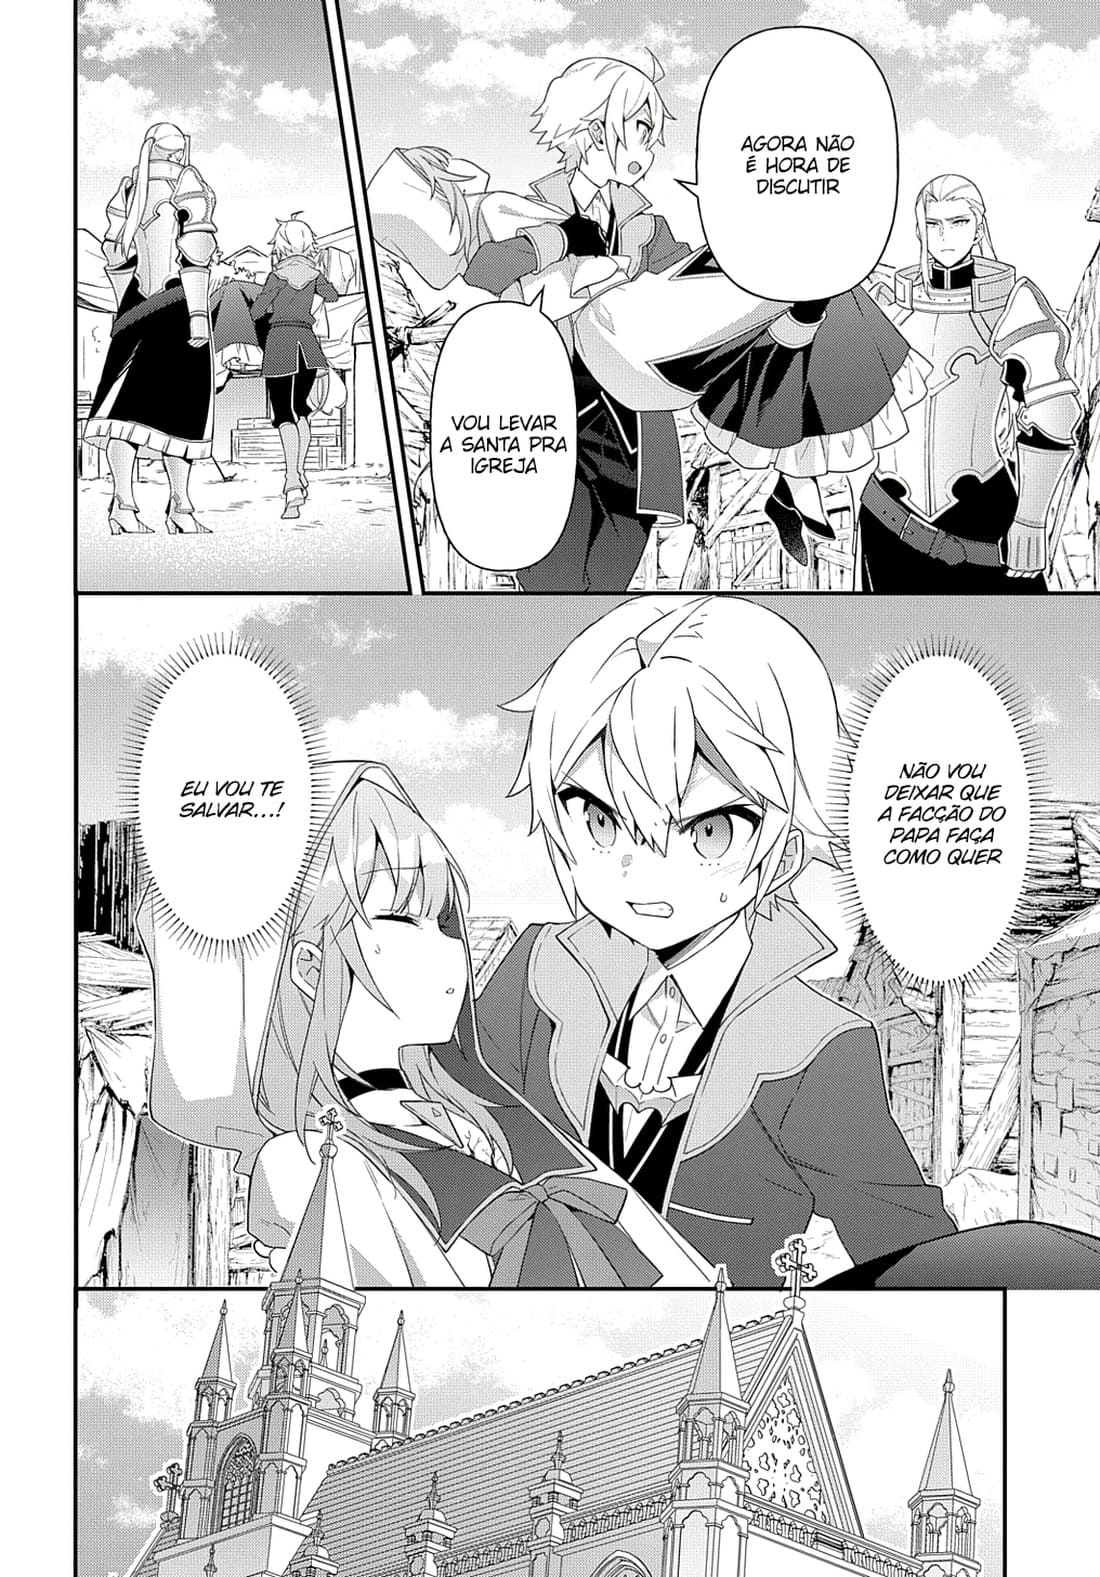 AGORA NÃO
É HORA DE
DISCUTIR
VOU LEVAR
A SANTA PRA
IGREJA
NÃO VOU
DEIXAR QUE
A FACÇÃO DO
PAPA FAÇA
COMO QUER
EU VOU TE
SALVAR...!